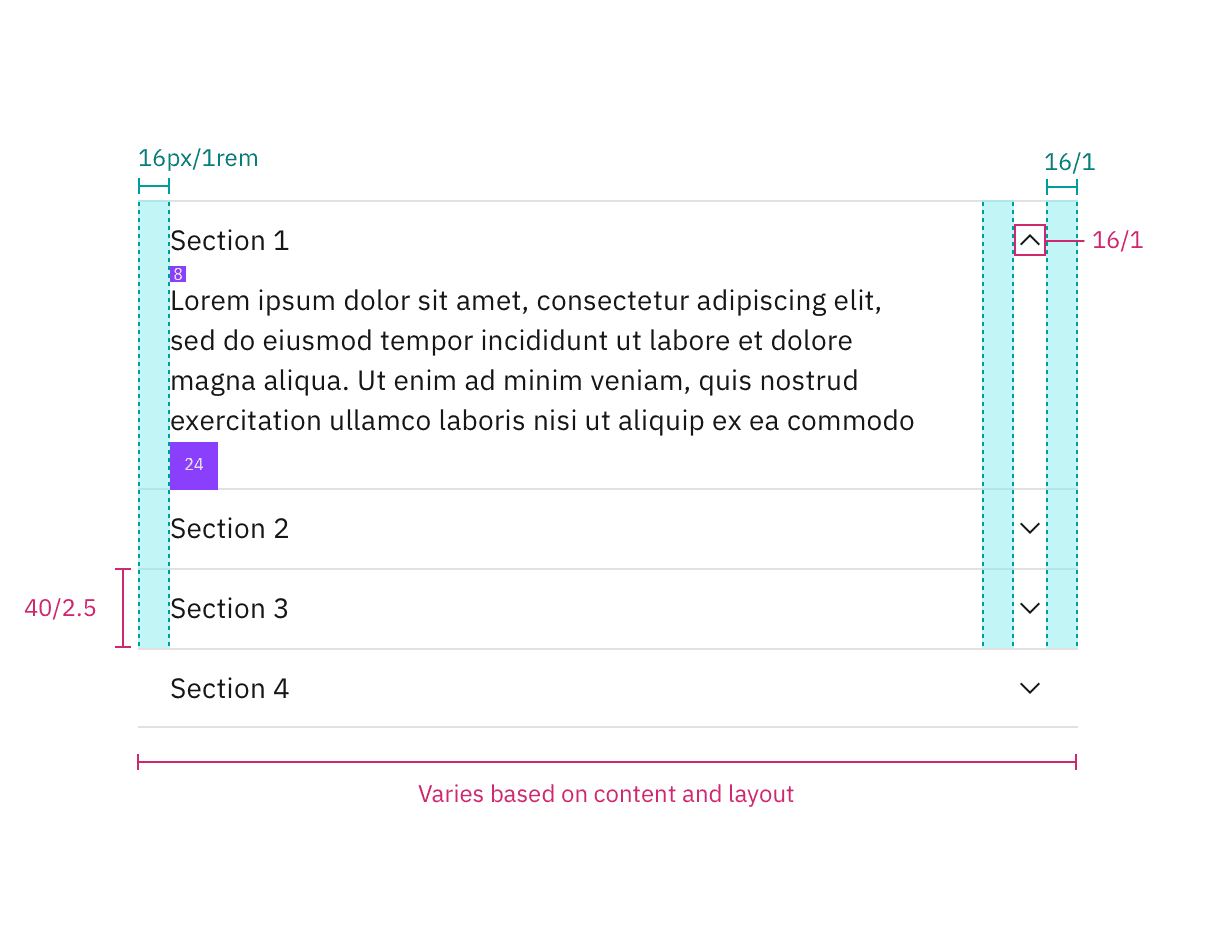 16px/1rem
16/1
Section 1
16/1
8
Lorem ipsum dolor sit amet, consectetur adipiscing elit,
sed do eiusmod tempor incididunt ut labore et dolore
magna aliqua. Ut enim ad minim veniam, quis nostrud
exercitation ullamco laboris nisi ut aliquip ex ea commodo
24
Section 2
40/2.5
Section 3
Section 4
Varies based on content and layout